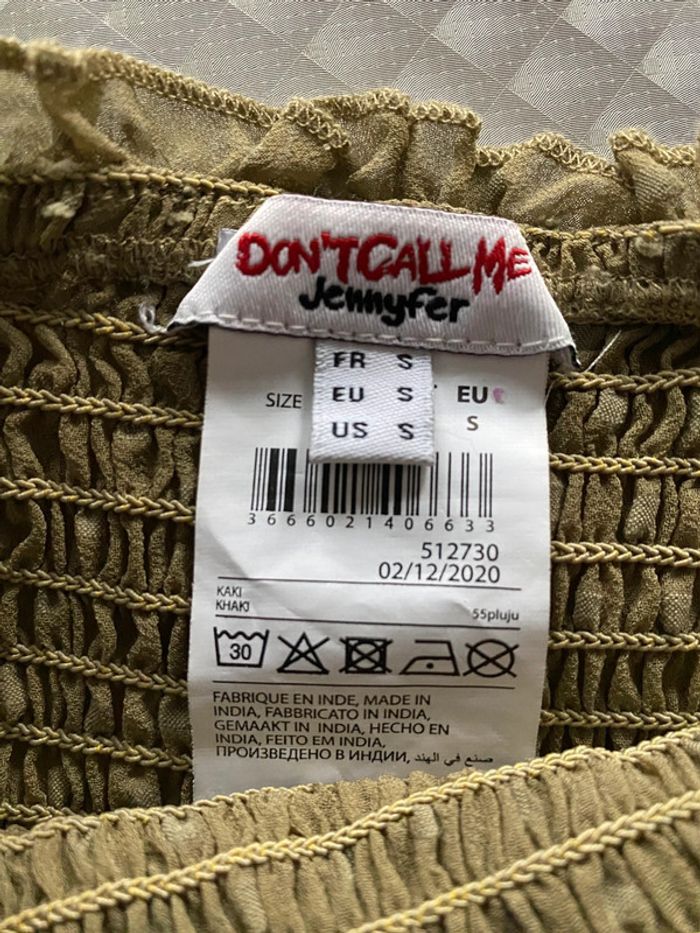 DON'T CALL ME
Jennyfer
FR S
EU S
US S
SIZE
EU
S
366021406633
512730
02/12/2020
KAKI
KHAKI
55pluju
30
FABRIQUE EN INDE, MADE IN
INDIA, FABBRICATO IN INDIA,
GEMAAKT IN INDIA, HECHO EN
INDIA, FEITO EM INDIA,
ПРОИЗВЕДЕНО В ИНДИИ, صنع في الهند